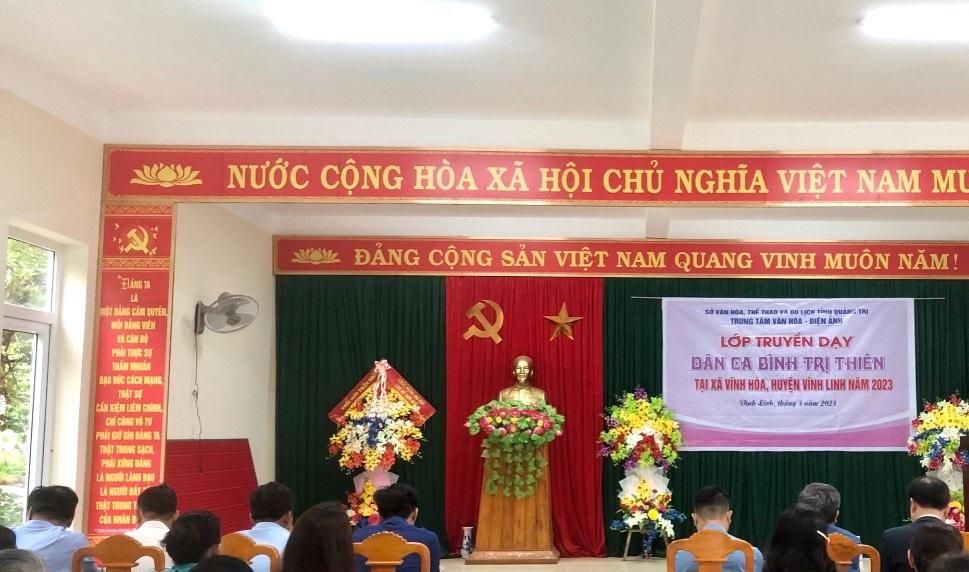 NƯỚC CỘNG HÒA XÃ HỘI CHỦ NGHĨA VIỆT NAM MU
ĐẢNG CỘNG SẢN VIỆT NAM QUANG VINH MUÔN NĂM!
ĐẢNG TA
LÀ
MỘT ĐẢNG CẦM QUYỀN.
MỖI ĐẢNG VIÊN
VÀ CÁN BỘ
PHẢI THỰC SỰ
THẤM NHUẦN
ĐẠO ĐỨC CÁCH MẠNG,
THẬT SỰ
CẦN KIỆM LIÊM CHÍNH,
CHÍ CÔNG VÔ TƯ
PHẢI GIỮ GÌN ĐẢNG TA
THẬT TRONG SẠCH,
PHẢI XỨNG ĐÁNG
LÀ NGƯỜI LÃNH ĐẠO
LÀ NGƯỜI ĐẦY
THẬT TRUNG
CỦA NHÂN
SỞ VĂN HÓA, THỂ THAO VÀ DU LỊCH TỈNH QUẢNG TRỊ
TRUNG TÂM VĂN HÓA - ĐIỆN ẢNH
LỚP TRUYỀN DẠY
DÂN CA BÌNH TRỊ THIÊN
TẠI XÃ VĨNH HÒA, HUYỆN VĨNH LINH NĂM 2023
Vĩnh Linh, tháng 3 năm 2023